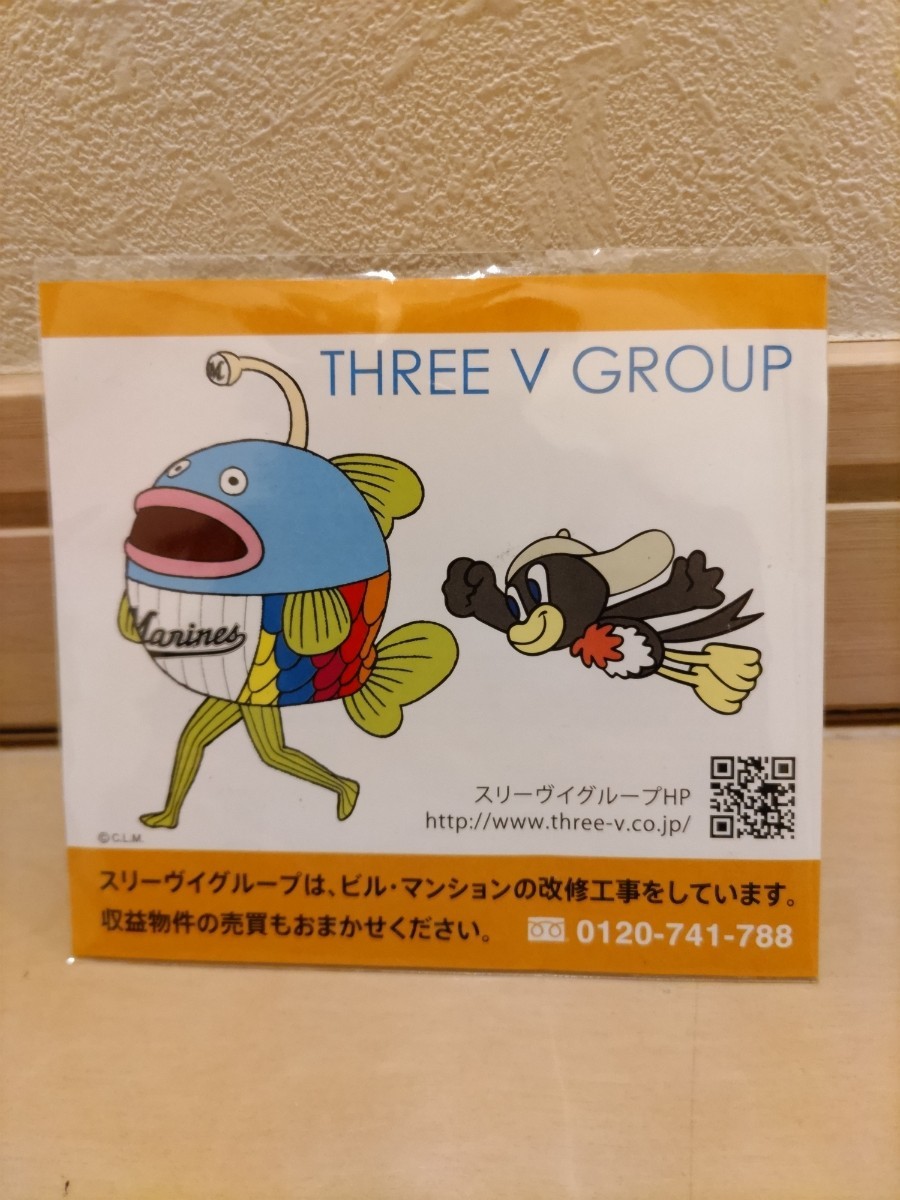 THREE V GROUP
M
Marines
スリーヴイグループHP
http://www.three-v.co.jp/
©C.L.M.
スリーヴイグループは、ビル・マンションの改修工事をしています。
収益物件の売買もおまかせください。 0120-741-788